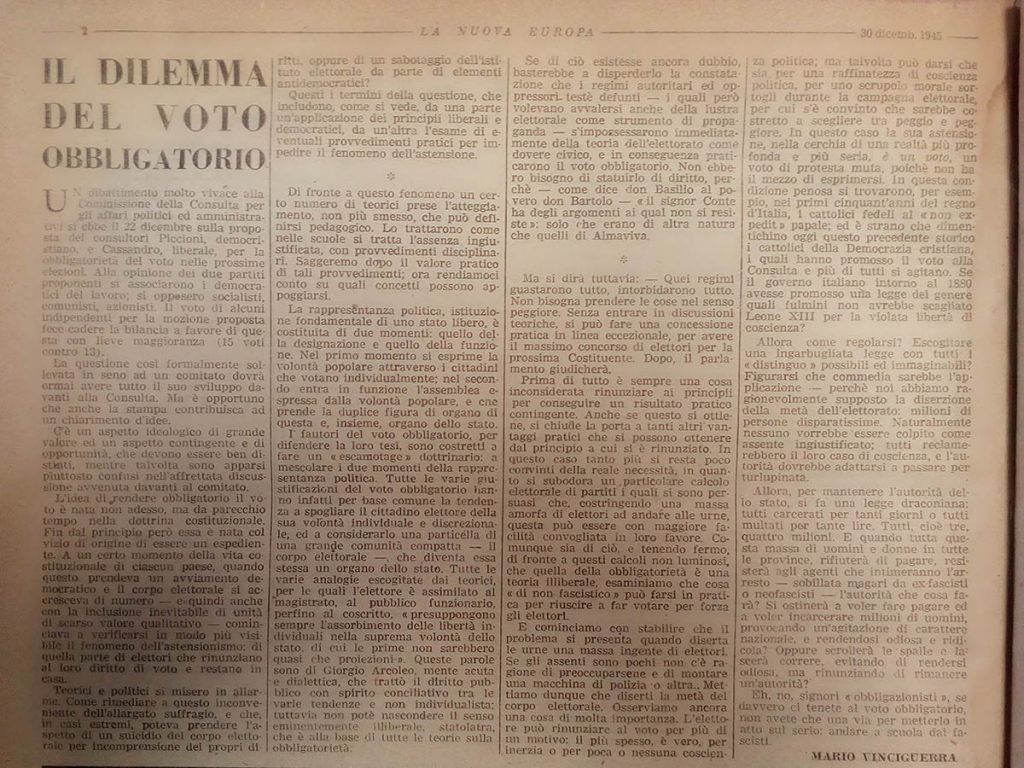 2
LA NUOVA EUROPA
30 dicemb. 1945
IL DILEMMA
DEL VOTO
OBBLIGATORIO
UN dibattimento molto vivace alla
Commissione della Consulta per
gli affari politici ed amministra-
tivi si ebbe il 22 dicembre sulla propo-
sta dei consultori Piccioni, democri-
stiano, e Cassandro, liberale, per la
obbligatorietà del voto nelle prossime
elezioni. Alla opinione dei due partiti
proponenti si associarono i democra-
tici del lavoro; si opposero socialisti,
comunisti, azionisti. Il voto di alcuni
indipendenti per la mozione proposta
fece cadere la bilancia a favore di que-
sta con lieve maggioranza (15 voti
contro 13).
La questione così formalmente sol-
levata in seno ad un comitato dovrà
ormai avere tutto il suo sviluppo da-
vanti alla Consulta. Ma è opportuno
che anche la stampa contribuisca ad
un chiarimento d'idee.
C'è un aspetto ideologico di grande
valore ed un aspetto contingente e di
opportunità, che devono essere ben di-
stinti, mentre talvolta sono apparsi
piuttosto confusi nell'affrettata discus-
sione avvenuta davanti al comitato.
L'idea di rendere obbligatorio il vo-
to è nata non adesso, ma da parecchio
tempo nella dottrina costituzionale.
Fin dal principio però essa è nata col
vizio di origine di essere un espedien-
te. A un certo momento della vita co-
stituzionale di ciascun paese, quando
questo prendeva un avviamento de-
mocratico e il corpo elettorale si ac-
cresceva di numero — e quindi anche
con la inclusione inevitabile di unità
di scarso valore qualitativo — comin-
ciava a verificarsi in modo più visi-
bile il fenomeno dell'astensionismo: di
quella parte di elettori che rinunziano
al loro diritto di voto e restano in
casa.
Teorici e politici si misero in allar-
me. Come rimediare a questo inconve-
niente dell'allargato suffragio, e che,
in casi estremi, poteva prendere l'a-
spetto di un suicidio del corpo eletto-
rale per incomprensione dei propri di-
ritti, oppure di un sabotaggio dell'isti-
tuto elettorale da parte di elementi
antidemocratici?
Questi i termini della questione, che
includono, come si vede, da una parte
un'applicazione dei principii liberali e
democratici, da un'altra l'esame di e-
ventuali provvedimenti pratici per im-
pedire il fenomeno dell'astensione.
*
Di fronte a questo fenomeno un cer-
to numero di teorici prese l'atteggia-
mento, non più smesso, che può defi-
nirsi pedagogico. Lo trattarono come
nelle scuole si tratta l'assenza ingiu-
stificata, con provvedimenti disciplina-
ri. Saggeremo dopo il valore pratico
di tali provvedimenti; ora rendiamoci
conto su quali concetti possono ap-
poggiarsi.
La rappresentanza politica, istituzio-
ne fondamentale di uno stato libero, è
costituita di due momenti: quello del-
la designazione e quello della funzio-
ne. Nel primo momento si esprime la
volontà popolare attraverso i cittadini
che votano individualmente; nel secon-
do entra in funzione l'assemblea e-
spressa dalla volontà popolare, e che
prende la duplice figura di organo di
questa e, insieme, organo dello stato.
I fautori del voto obbligatorio, per
difendere la loro tesi, sono costretti a
fare un « escamotage » dottrinario: a
mescolare i due momenti della rappre-
sentanza politica. Tutte le varie giu-
stificazioni del voto obbligatorio han-
no infatti per base comune la tenden-
za a spogliare il cittadino elettore della
sua volontà individuale e discreziona-
le, ed a considerarlo una particella di
una grande comunità compatta — il
corpo elettorale —, che diventa essa
stessa un organo dello stato. Tutte le
varie analogie escogitate dai teorici,
per le quali l'elettore è assimilato al
magistrato, al pubblico funzionario,
perfino al coscritto, « presuppongono
sempre l'assorbimento delle libertà in-
dividuali nella suprema volontà dello
stato, di cui le prime non sarebbero
quasi che proiezioni ». Queste parole
sono di Giorgio Arcoleo, mente acuta
e dialettica, che trattò il diritto pub-
blico con spirito conciliativo tra le
varie tendenze e non individualista;
tuttavia non potè nascondere il senso
eminentemente illiberale, statolatra,
che è alla base di tutte le teorie sulla
obbligatorietà.
Se di ciò esistesse ancora dubbio,
basterebbe a disperderlo la constata-
zione che i regimi autoritari ed op-
pressori testè defunti — i quali però
volevano avvalersi anche della lustra
elettorale come strumento di propa-
ganda — s'impossessarono immediata-
mente della teoria dell'elettorato come
dovere civico, e in conseguenza prati-
carono il voto obbligatorio. Non ebbe-
ro bisogno di statuirlo di diritto, per-
chè — come dice don Basilio al po-
vero don Bartolo — « il signor Conte
ha degli argomenti ai quai non si resi-
ste »: solo che erano di altra natura
che quelli di Almaviva.
*
Ma si dirà tuttavia: — Quei regimi
guastarono tutto, intorbidarono tutto.
Non bisogna prendere le cose nel senso
peggiore. Senza entrare in discussioni
teoriche, si può fare una concessione
pratica in linea eccezionale, per avere
il massimo concorso di elettori per la
prossima Costituente. Dopo, il parla-
mento giudicherà.
Prima di tutto è sempre una cosa
inconsiderata rinunziare ai principii
per conseguire un risultato pratico
contingente. Anche se questo si ottie-
ne, si chiude la porta a tanti altri van-
taggi pratici che si possono ottenere
dal principio a cui si è rinunziato. In
questo caso tanto più si resta poco
convinti della reale necessità, in quan-
to si subodora un particolare calcolo
elettorale di partiti i quali si sono per-
suasi che, costringendo una massa
amorfa di elettori ad andare alle urne,
questa può essere con maggiore fa-
cilità convogliata in loro favore. Co-
munque sia di ciò, e tenendo fermo,
di fronte a questi calcoli non luminosi,
che quella della obbligatorietà è una
teoria illiberale, esaminiamo che cosa
« di non fascistico » può farsi in prati-
ca per riuscire a far votare per forza
gli elettori.
E cominciamo con stabilire che il
problema si presenta quando diserta
le urne una massa ingente di elettori.
Se gli assenti sono pochi non c'è ra-
gione di preoccuparsene e di montare
una macchina di polizia o altra. Met-
tiamo dunque che diserti la metà del
corpo elettorale. Osserviamo ancora
una cosa di molta importanza. L'eletto-
re può rinunziare al voto per più di
un motivo: il più spesso, è vero, per
inerzia o per poca o nessuna coscien-
za politica; ma talvolta può darsi che
sia per una raffinatezza di coscienza
politica, per uno scrupolo morale sor-
togli durante la campagna elettorale,
per cui s'è convinto che sarebbe co-
stretto a scegliere tra peggio e peg-
giore. In questo caso la sua astensio-
ne, nella cerchia di una realtà più pro-
fonda e più seria, è un voto, un
voto di protesta muta, poichè non ha
il mezzo di esprimersi. In questa con-
dizione penosa si trovarono, per esem-
pio, nei primi cinquant'anni del regno
d'Italia, i cattolici fedeli al « non ex-
pedit » papale; ed è strano che dimen-
tichino oggi questo precedente storico
i cattolici della Democrazia cristiana,
i quali hanno promosso il voto alla
Consulta e più di tutti si agitano. Se
il governo italiano intorno al 1880
avesse promosso una legge del genere
quali fulmini non avrebbe scagliato
Leone XIII per la violata libertà di
coscienza?
Allora come regolarsi? Escogitare
una ingarbugliata legge con tutti i
« distinguo » possibili ed immaginabili?
Figurarsi che commedia sarebbe l'ap-
plicazione — perchè noi abbiamo ra-
gionevolmente supposto la diserzione
della metà dell'elettorato: milioni di
persone disparatissime. Naturalmente
nessuno vorrebbe essere colpito come
assente ingiustificato; tutti reclame-
rebbero il loro caso di coscienza, e l'au-
torità dovrebbe adattarsi a passare per
turlupinata.
Allora, per mantenere l'autorità del-
lo stato, si fa una legge draconiana:
tutti carcerati per tanti giorni o tutti
multati per tante lire. Tutti, cioè tre,
quattro milioni. E quando tutta que-
sta massa di uomini e donne in tutte
le province, rifiuterà di pagare, resi-
sterà agli agenti che intimeranno l'ar-
resto — sobillata magari da ex-fascisti
o neofascisti — l'autorità che cosa fa-
rà? Si ostinerà a voler fare pagare ed
a voler incarcerare milioni di uomini,
provocando un'agitazione di carattere
nazionale, e rendendosi odiosa e ridi-
cola? Oppure scrollerà le spalle e la-
scerà correre, evitando di rendersi
odiosa, ma rinunziando di rimanere
un'autorità?
Eh, no, signori « obbligazionisti », se
davvero ci tenete al voto obbligatorio,
non avete che una via per metterlo in
atto sul serio: andare a scuola dal fa-
scisti.
MARIO VINCIGUERRA